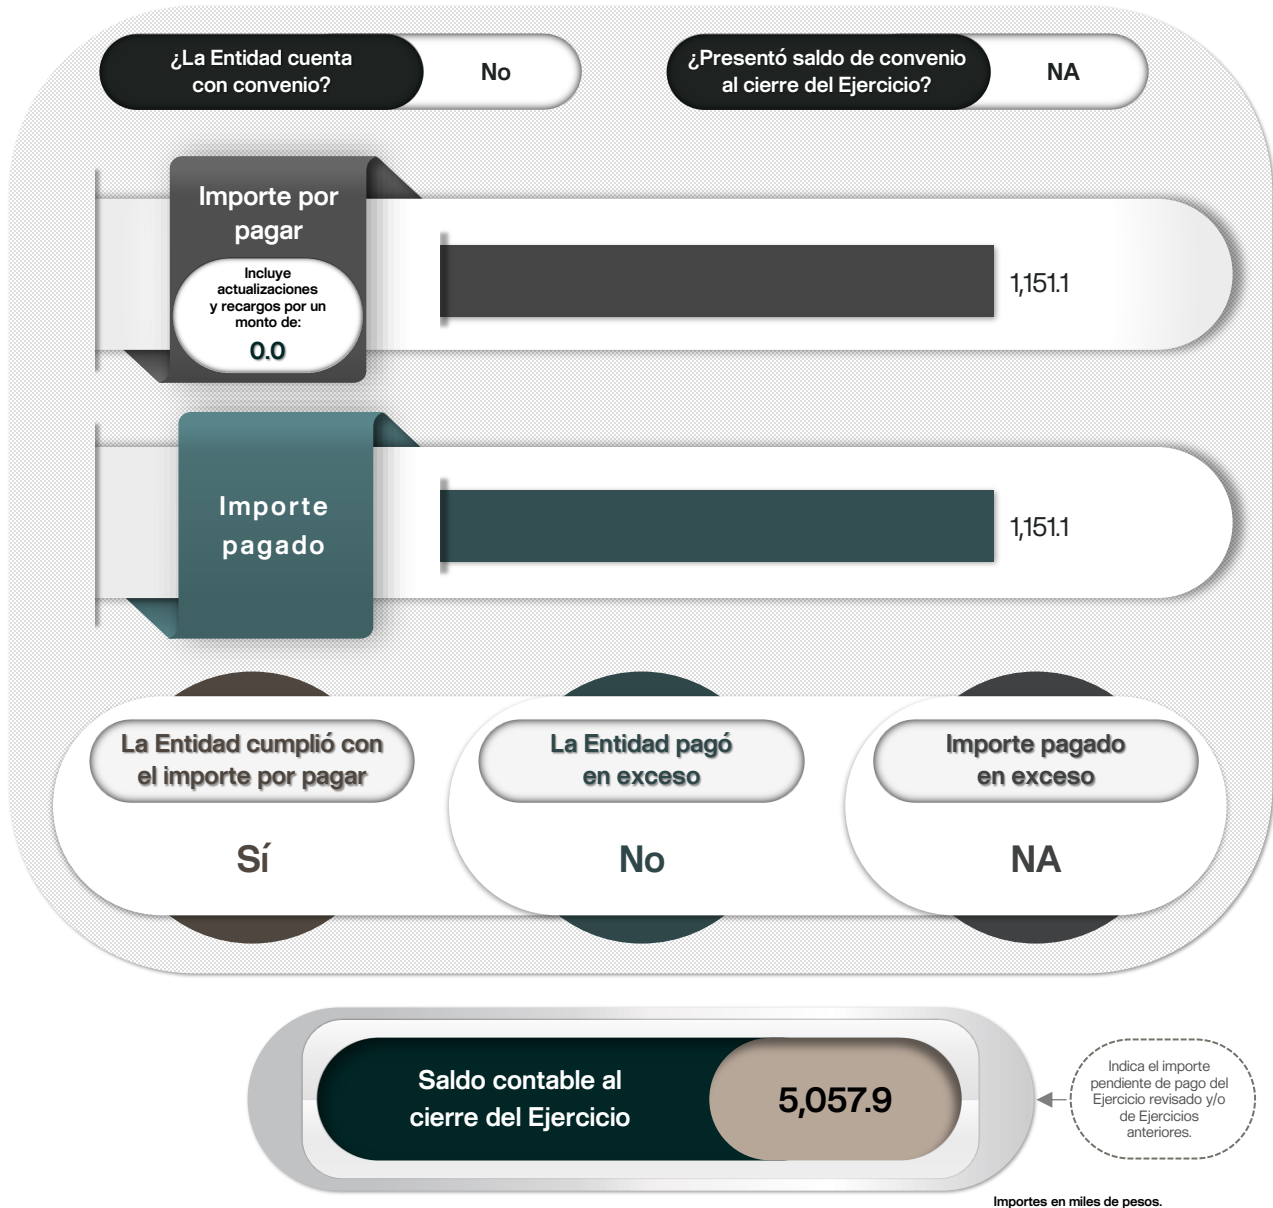 ¿La Entidad cuenta
con convenio?
No
¿Presentó saldo de convenio
al cierre del Ejercicio?
NA
Importe por
pagar
Incluye
actualizaciones
y recargos por un
monto de:
0.0
1,151.1
Importe
pagado
1,151.1
La Entidad cumplió con
el importe por pagar
Sí
La Entidad pagó
en exceso
No
Importe pagado
en exceso
NA
Saldo contable al
cierre del Ejercicio
5,057.9
Indica el importe
pendiente de pago del
Ejercicio revisado y/o
de Ejercicios
anteriores.
Importes en miles de pesos.